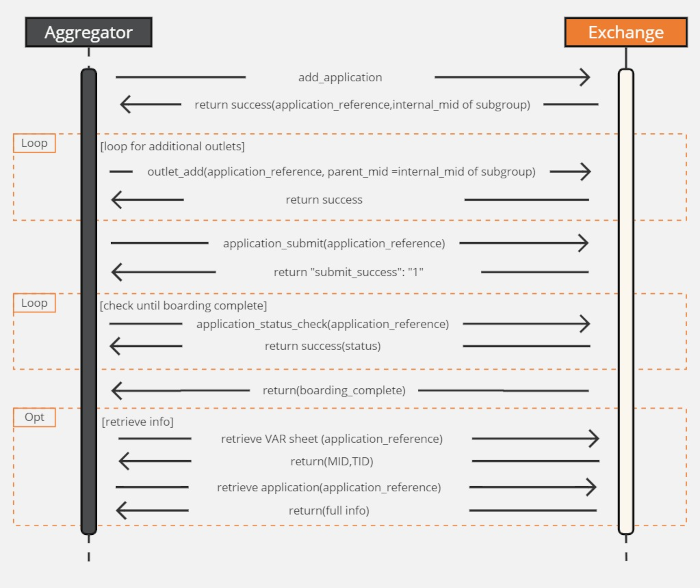 Aggregator
Exchange
add_application
return success(application_reference,internal_mid of subgroup)
Loop
[loop for additional outlets]
outlet_add(application_reference, parent_mid =internal_mid of subgroup)
return success
application_submit(application_reference)
return "submit_success": "1"
Loop
[check until boarding complete]
application_status_check(application_reference)
return success(status)
return(boarding_complete)
Opt
[retrieve info]
retrieve VAR sheet (application_reference)
return(MID,TID)
retrieve application(application_reference)
return(full info)